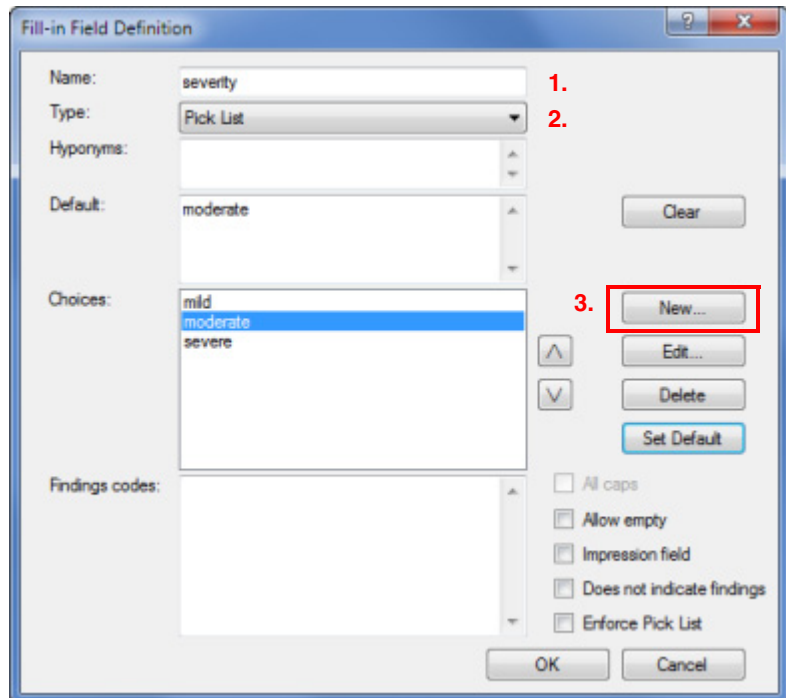 Fill-in Field Definition
?
X
Name:
severity
1.
Type:
Pick List
2.
Hyponyms:
Default:
moderate
Clear
Choices:
mild
moderate
severe
3.
New...
Edit...
Delete
Set Default
Findings codes:
All caps
Allow empty
Impression field
Does not indicate findings
Enforce Pick List
OK
Cancel